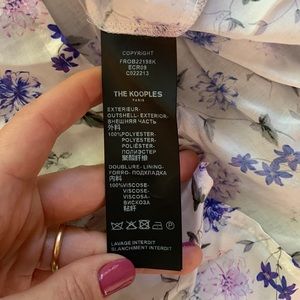 COPYRIGHT
FROB22198K
ECR09
C022213
THE KOOPLES
PARIS
EXTERIEUR-
OUTSHELL-EXTERIOR-
ВНЕШНЯЯ ЧАСТЬ
外料
100%POLYESTER-
POLYESTER-
POLIÉSTER-
ПОЛИЭСТЕР
聚酯纤维
DOUBLURE-LINING-
FORRO-ПОДКЛАДКА
内料
100%VISCOSE-
VISCOSE-
VISCOSA-
ВИСКОЗА
粘纤
LAVAGE INTERDIT
BLANCHIMENT INTERDIT